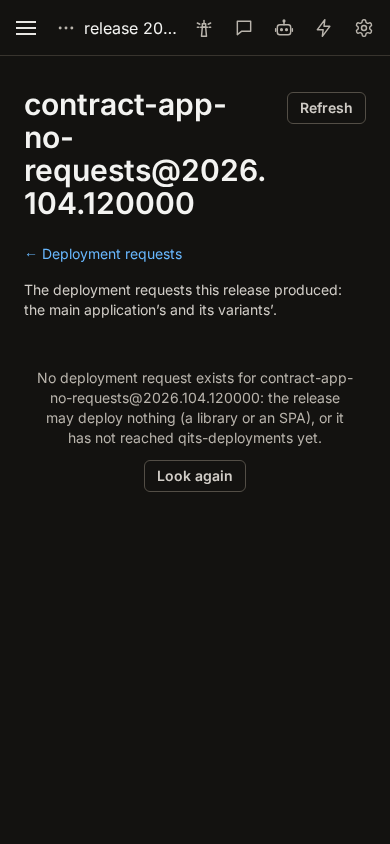 ... release 20...
contract-app-
no-
requests@2026.
104.120000
Refresh
← Deployment requests
The deployment requests this release produced:
the main application’s and its variants’.
No deployment request exists for contract-app-
no-requests@2026.104.120000: the release
may deploy nothing (a library or an SPA), or it
has not reached qits-deployments yet.
Look again